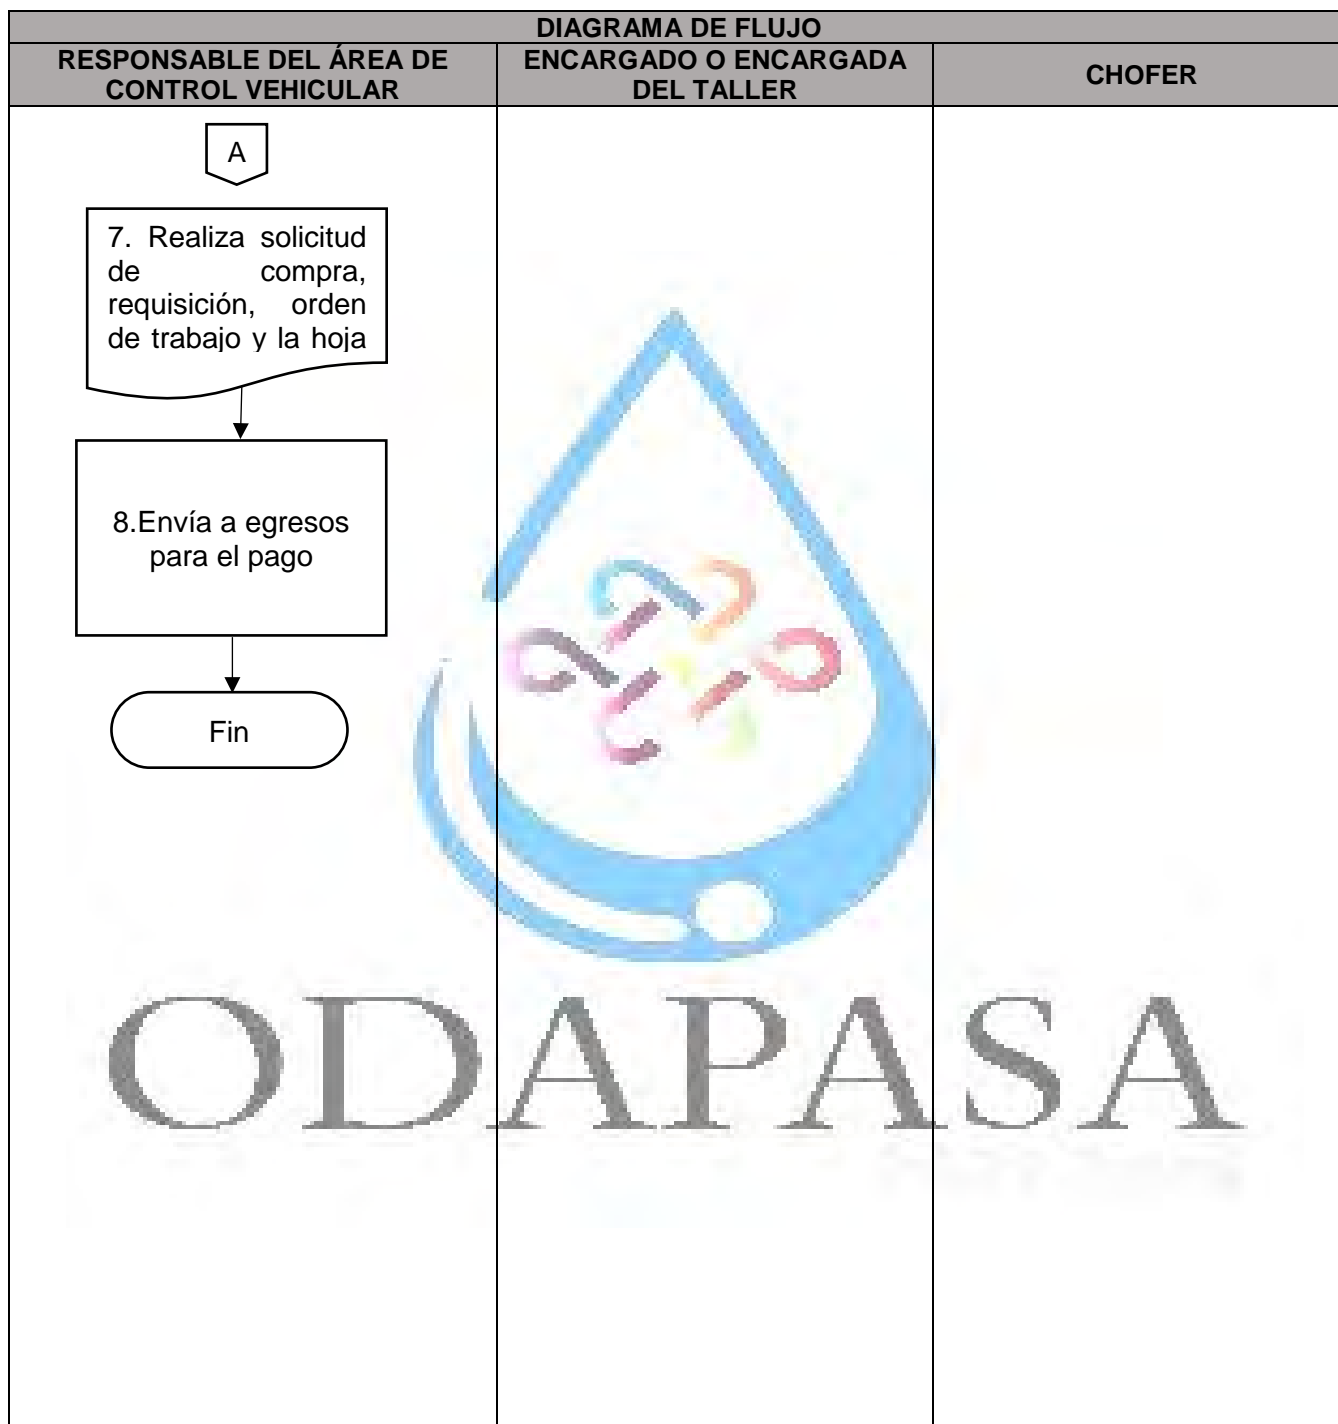 DIAGRAMA DE FLUJO
RESPONSABLE DEL ÁREA DE
CONTROL VEHICULAR
ENCARGADO O ENCARGADA
DEL TALLER
CHOFER
A
7. Realiza solicitud
de compra,
requisición, orden
de trabajo y la hoja
8.Envía a egresos
para el pago
Fin
ODAPASA